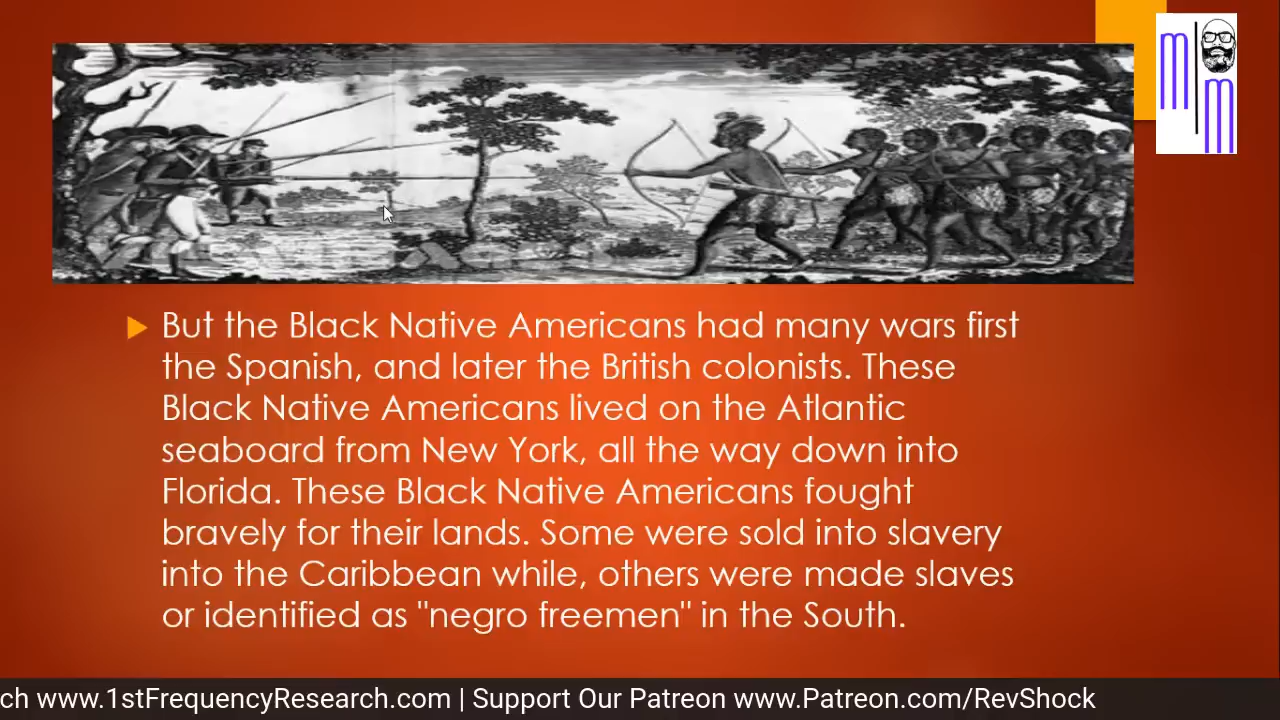 m m
But the Black Native Americans had many wars first
the Spanish, and later the British colonists. These
Black Native Americans lived on the Atlantic
seaboard from New York, all the way down into
Florida. These Black Native Americans fought
bravely for their lands. Some were sold into slavery
into the Caribbean while, others were made slaves
or identified as "negro freemen" in the South.
ch www.1stFrequencyResearch.com | Support Our Patreon www.Patreon.com/RevShock